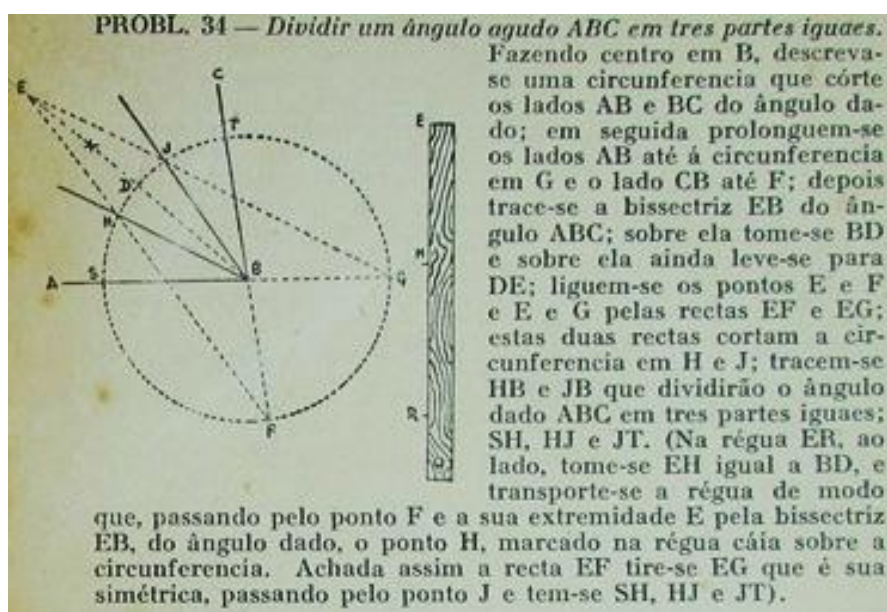 PROBL. 34 — Dividir um ângulo agudo ABC em tres partes iguaes.
Fazendo centro em B, descreva-
se uma circunferencia que córte
os lados AB e BC do ângulo da-
do; em seguida prolonguem-se
os lados AB até á circunferencia
em G e o lado CB até F; depois
trace-se a bissectriz EB do ân-
gulo ABC; sobre ela tome-se BD
e sobre ela ainda leve-se para
DE; liguem-se os pontos E e F
e E e G pelas rectas EF e EG;
estas duas rectas cortam a cir-
cunferencia em H e J; tracem-se
HB e JB que dividirão o ângulo
dado ABC em tres partes iguaes;
SH, HJ e JT. (Na régua ER, ao
lado, tome-se EH igual a BD, e
transporte-se a régua de modo
que, passando pelo ponto F e a sua extremidade E pela bissectriz
EB, do ângulo dado, o ponto H, marcado na régua cáia sobre a
circunferencia. Achada assim a recta EF tire-se EG que é sua
simétrica, passando pelo ponto J e tem-se SH, HJ e JT).
C
E
T
J
E
D
H
B
H
A
S
G
R
F